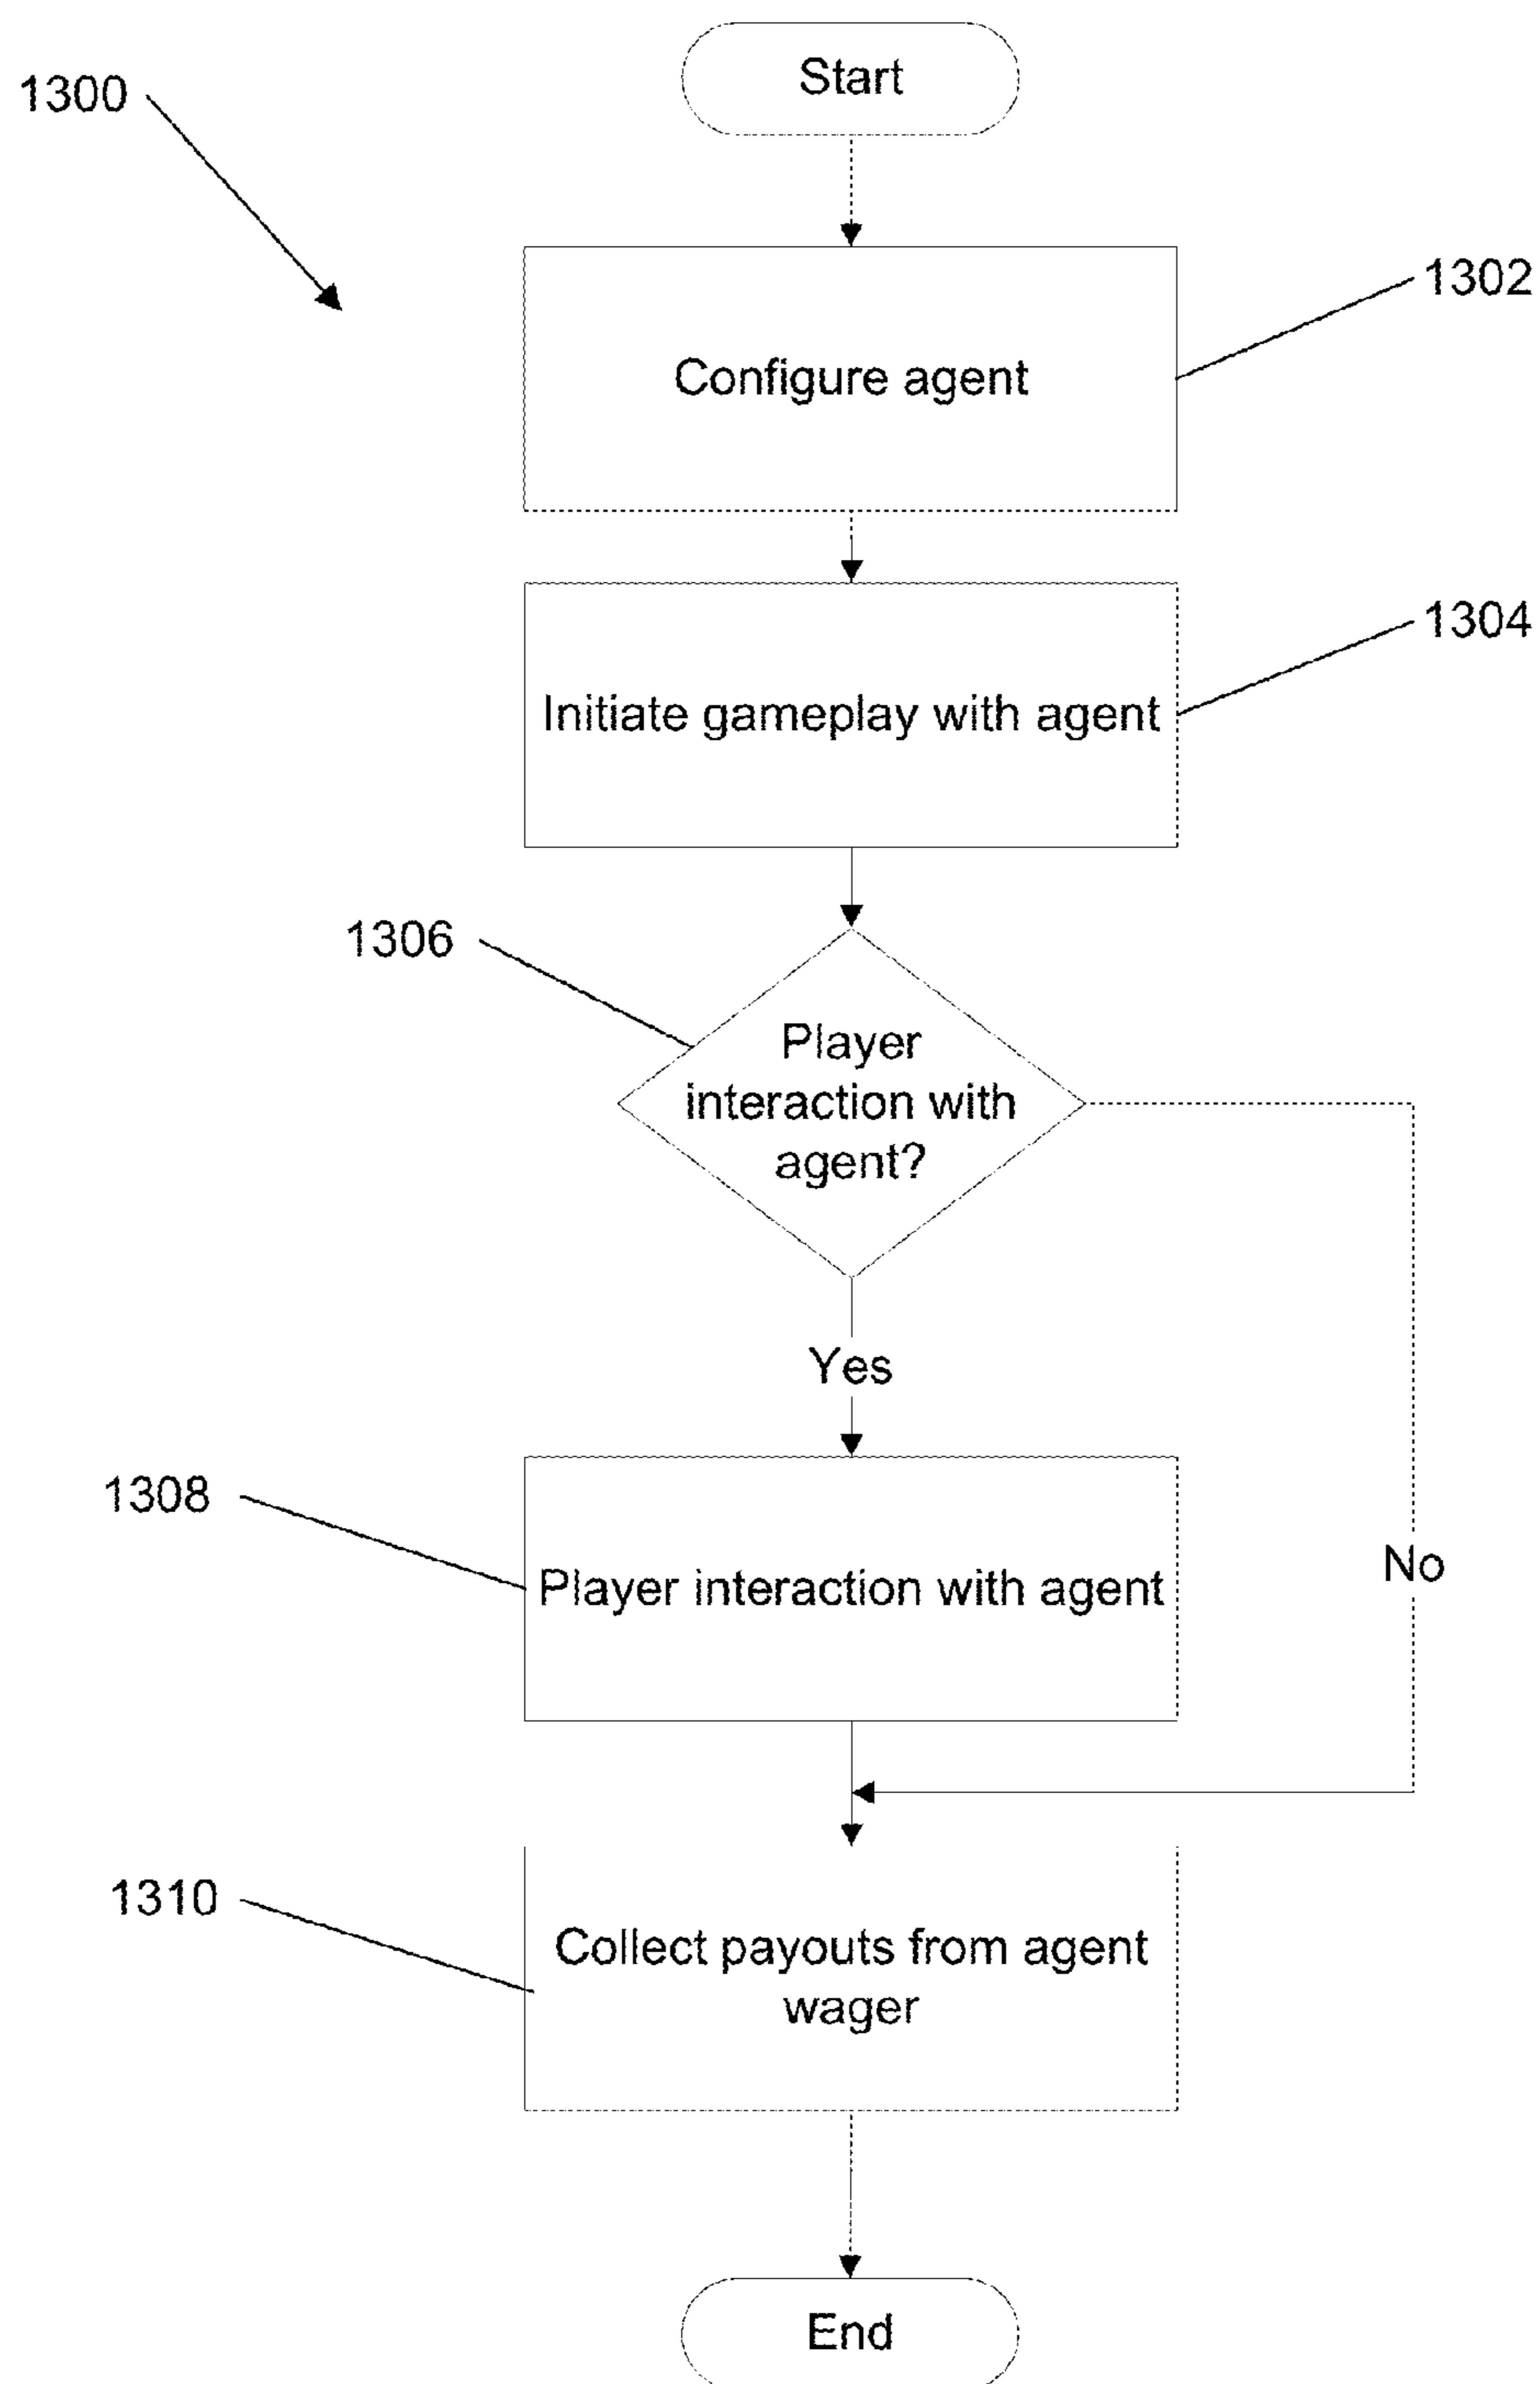 Start
1300
1302
Configure agent
1304
Initiate gameplay with agent
1306
Player
interaction with
agent?
Yes
1308
Player interaction with agent
No
1310
Collect payouts from agent
wager
End